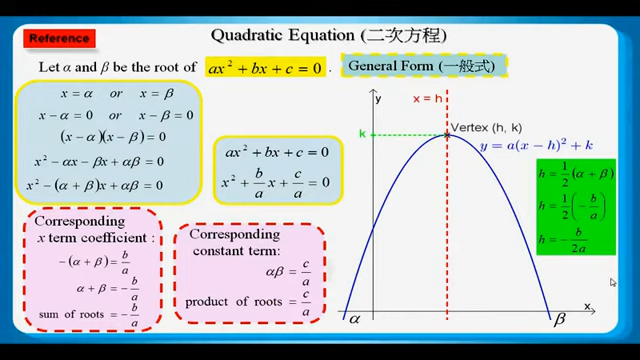 Reference
Quadratic Equation (二次方程)
Let α and β be the root of ax² + bx + c = 0 .
General Form (一般式)
x = α or x = β
x − α = 0 or x − β = 0
(x − α)(x − β) = 0
x² − αx − βx + αβ = 0
x² − (α + β)x + αβ = 0
ax² + bx + c = 0
x² + b/a x + c/a = 0
Corresponding
x term coefficient :
−(α + β) = b/a
α + β = −b/a
sum of roots = −b/a
Corresponding
constant term:
αβ = c/a
product of roots = c/a
y
x = h
k
Vertex (h, k)
y = a(x − h)² + k
h = 1/2 (α + β)
h = 1/2 (−b/a)
h = − b/2a
x
α
β